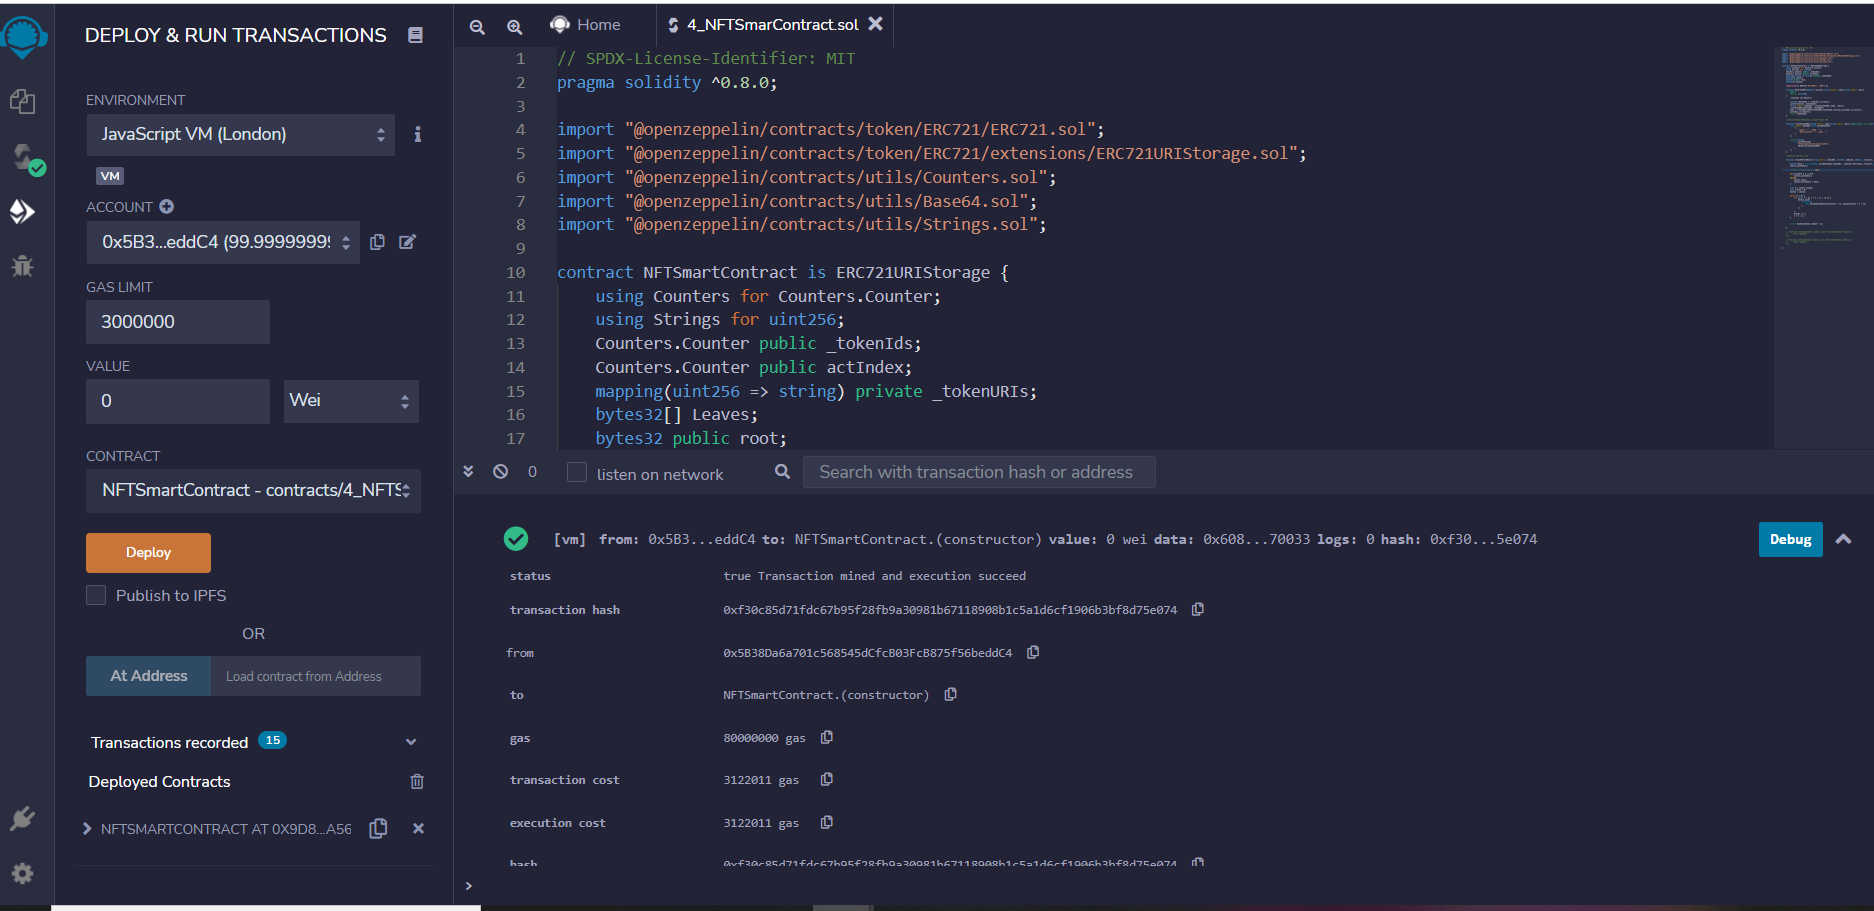 DEPLOY & RUN TRANSACTIONS
ENVIRONMENT
JavaScript VM (London)
VM
ACCOUNT
0x5B3...eddC4 (99.99999999
GAS LIMIT
3000000
VALUE
0
Wei
CONTRACT
NFTSmartContract - contracts/4_NFTS
Deploy
Publish to IPFS
OR
At Address
Load contract from Address
Transactions recorded 15
Deployed Contracts
NFTSMARTCONTRACT AT 0X9D8...A56
Home
4_NFTSmarContract.sol
1 // SPDX-License-Identifier: MIT
2 pragma solidity ^0.8.0;
3
4 import "@openzeppelin/contracts/token/ERC721/ERC721.sol";
5 import "@openzeppelin/contracts/token/ERC721/extensions/ERC721URIStorage.sol";
6 import "@openzeppelin/contracts/utils/Counters.sol";
7 import "@openzeppelin/contracts/utils/Base64.sol";
8 import "@openzeppelin/contracts/utils/Strings.sol";
9
10 contract NFTSmartContract is ERC721URIStorage {
11 using Counters for Counters.Counter;
12 using Strings for uint256;
13 Counters.Counter public _tokenIds;
14 Counters.Counter public actIndex;
15 mapping(uint256 => string) private _tokenURIs;
16 bytes32[] Leaves;
17 bytes32 public root;
0
listen on network
Search with transaction hash or address
[vm] from: 0x5B3...eddC4 to: NFTSmartContract.(constructor) value: 0 wei data: 0x608...70033 logs: 0 hash: 0xf30...5e074
Debug
status true Transaction mined and execution succeed
transaction hash 0xf30c85d71fdc67b95f28fb9a30981b67118908b1c5a1d6cf1906b3bf8d75e074
from 0x5B38Da6a701c568545dCfcB03FcB875f56beddC4
to NFTSmartContract.(constructor)
gas 80000000 gas
transaction cost 3122011 gas
execution cost 3122011 gas
hash 0xf30c85d71fdc67b95f28fb9a30981b67118908b1c5a1d6cf1906b3bf8d75e074
>